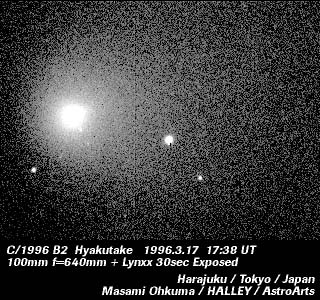 C/1996 B2 Hyakutake 1996.3.17 17:38 UT
100mm f=640mm + Lynxx 30sec Exposed
Harajuku / Tokyo / Japan
Masami Ohkuma / HALLEY / AstroArts